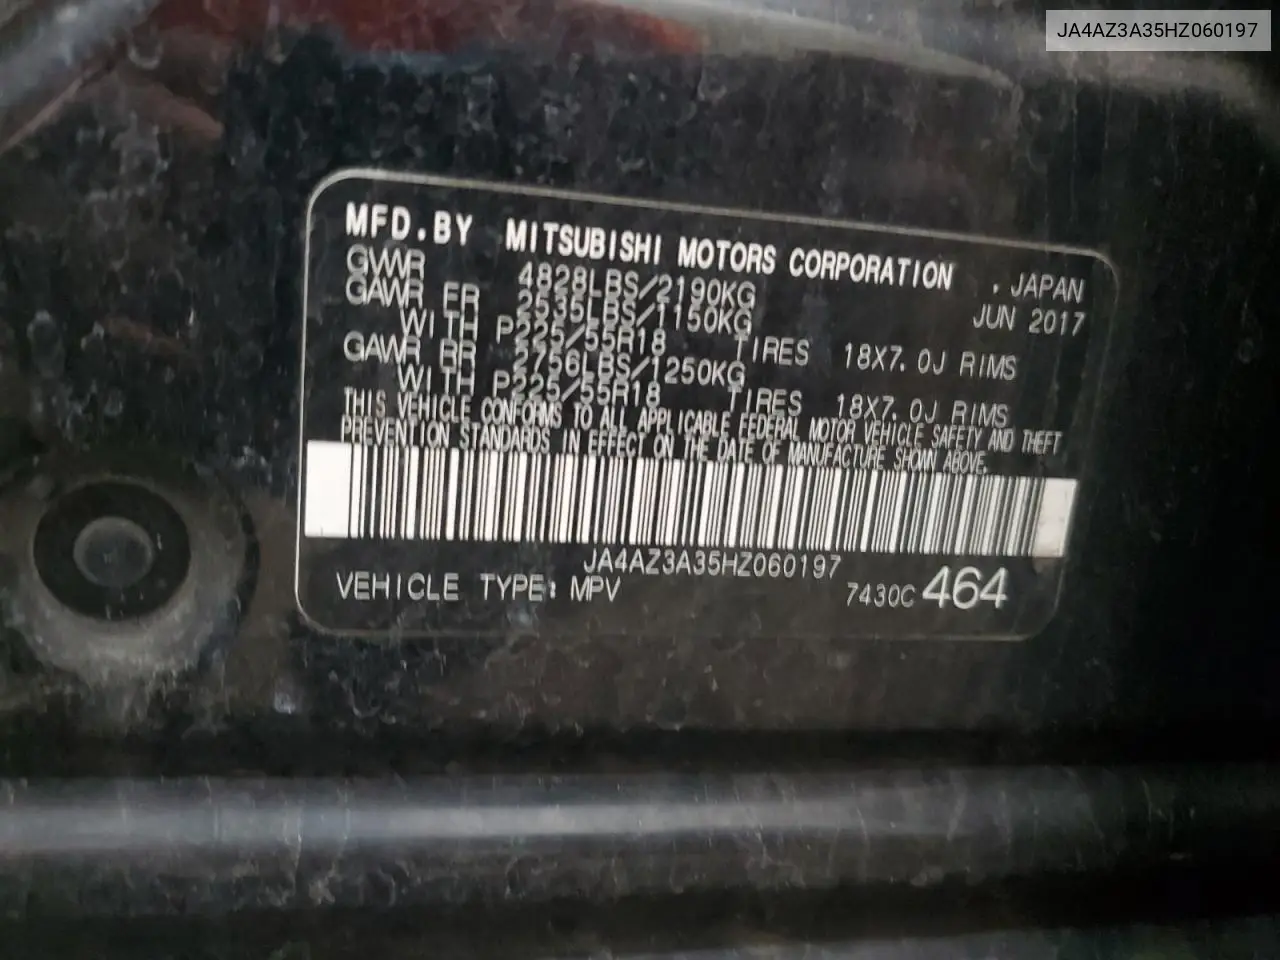 JA4AZ3A35HZ060197
MFD.BY MITSUBISHI MOTORS CORPORATION , JAPAN
GVWR 4828LBS/2190KG JUN 2017
GAWR FR 2535LBS/1150KG
WITH P225/55R18 TIRES 18X7.0J RIMS
GAWR RR 2756LBS/1250KG
WITH P225/55R18 TIRES 18X7.0J RIMS
THIS VEHICLE CONFORMS TO ALL APPLICABLE FEDERAL MOTOR VEHICLE SAFETY AND THEFT
PREVENTION STANDARDS IN EFFECT ON THE DATE OF MANUFACTURE SHOWN ABOVE.
JA4AZ3A35HZ060197
VEHICLE TYPE: MPV 7430C 464